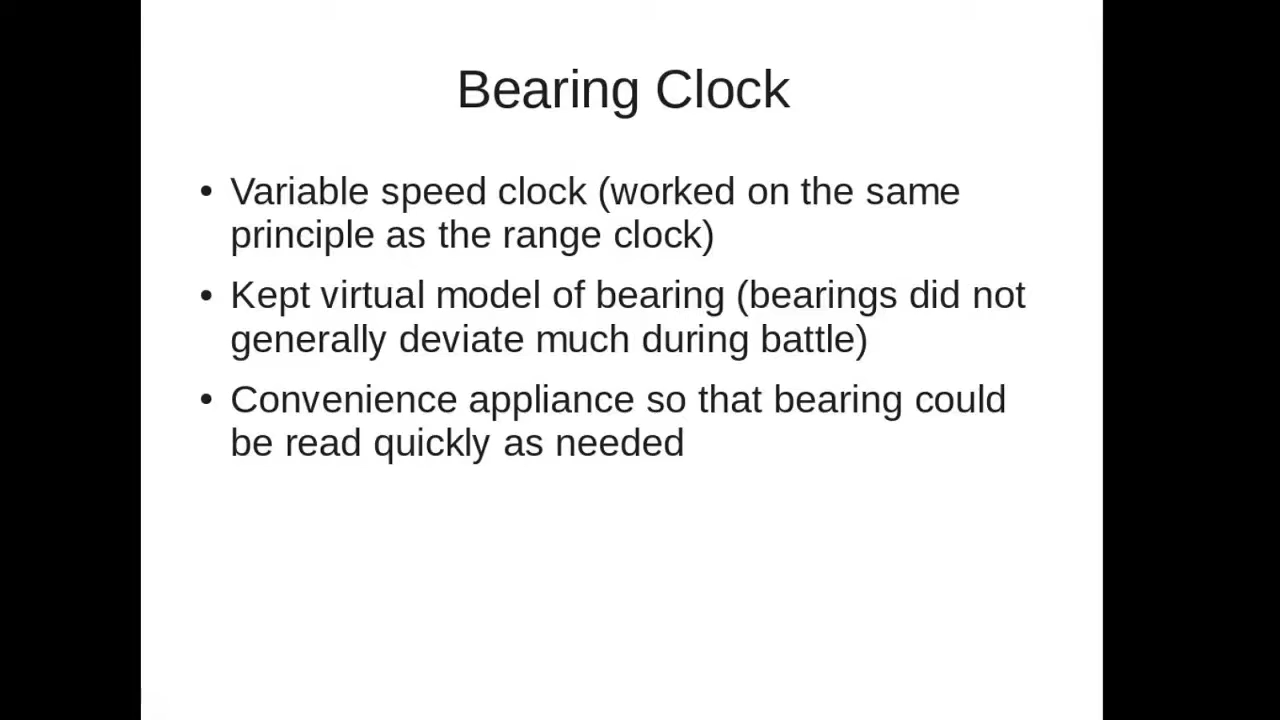 Bearing Clock
• Variable speed clock (worked on the same
principle as the range clock)
• Kept virtual model of bearing (bearings did not
generally deviate much during battle)
• Convenience appliance so that bearing could
be read quickly as needed